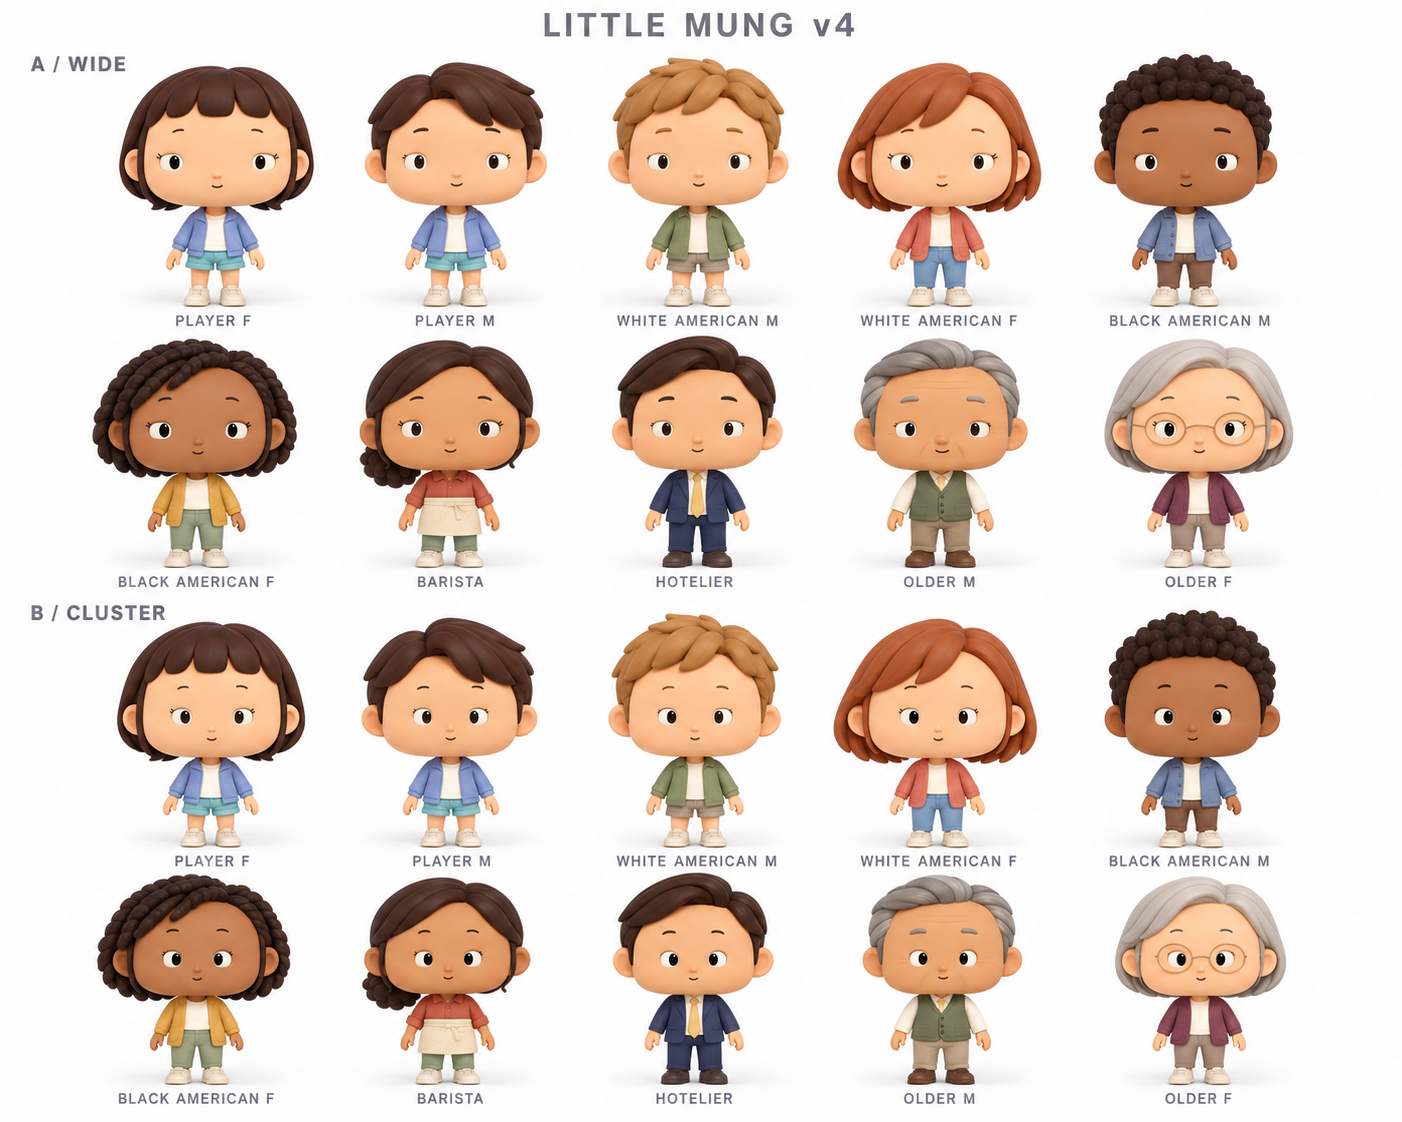 LITTLE MUNG v4
A / WIDE
PLAYER F
PLAYER M
WHITE AMERICAN M
WHITE AMERICAN F
BLACK AMERICAN M
BLACK AMERICAN F
BARISTA
HOTELIER
OLDER M
OLDER F
B / CLUSTER
PLAYER F
PLAYER M
WHITE AMERICAN M
WHITE AMERICAN F
BLACK AMERICAN M
BLACK AMERICAN F
BARISTA
HOTELIER
OLDER M
OLDER F